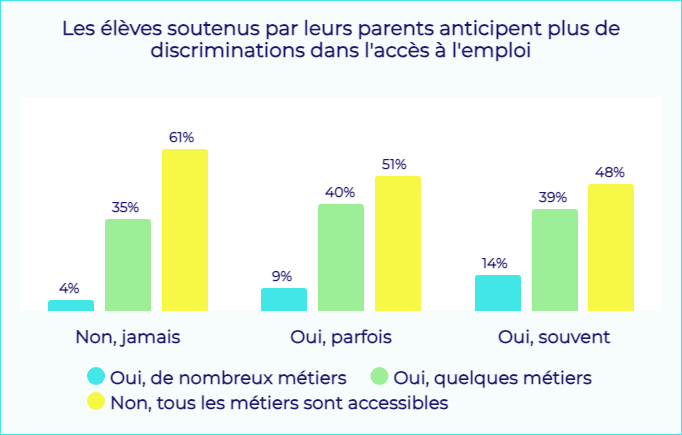 Les élèves soutenus par leurs parents anticipent plus de
discriminations dans l'accès à l'emploi
61%
51%
48%
40%
39%
35%
14%
9%
4%
Non, jamais
Oui, parfois
Oui, souvent
Oui, de nombreux métiers
Oui, quelques métiers
Non, tous les métiers sont accessibles